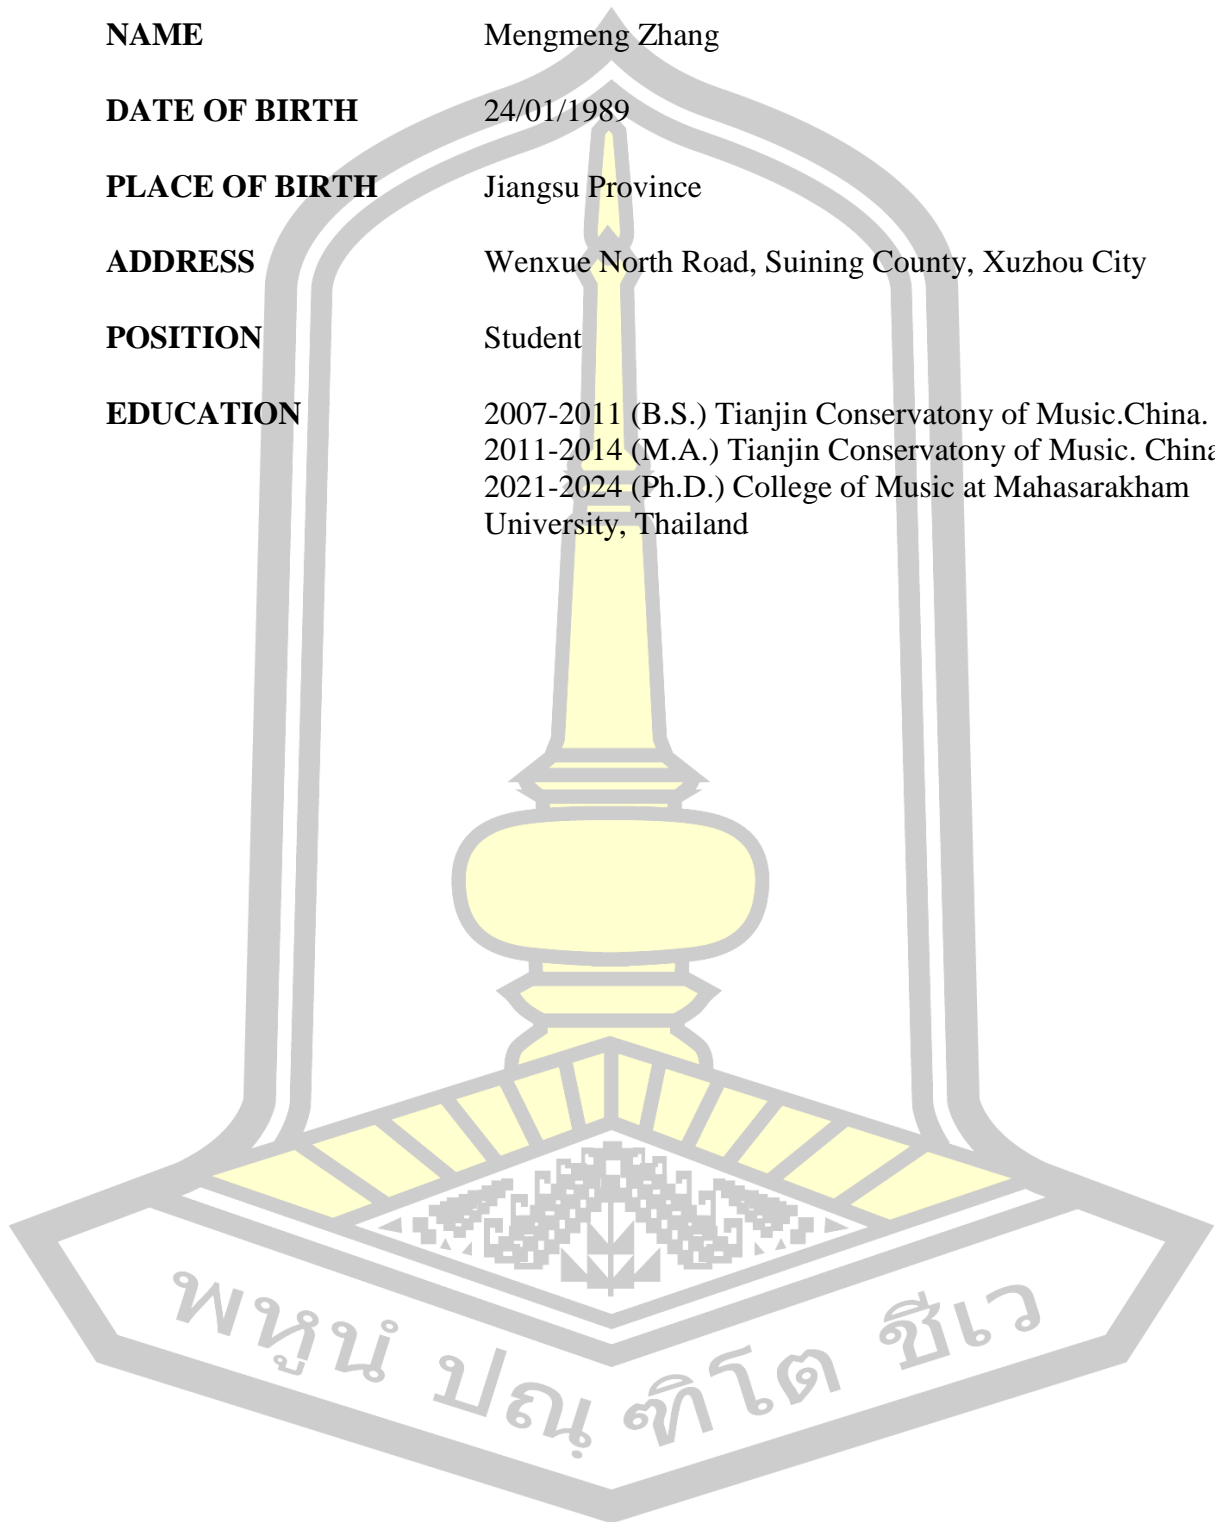 NAME Mengmeng Zhang
DATE OF BIRTH 24/01/1989
PLACE OF BIRTH Jiangsu Province
ADDRESS Wenxue North Road, Suining County, Xuzhou City
POSITION Student
EDUCATION 2007-2011 (B.S.) Tianjin Conservatony of Music.China.
2011-2014 (M.A.) Tianjin Conservatony of Music. China
2021-2024 (Ph.D.) College of Music at Mahasarakham
University, Thailand
พหูนํ ปณฺฑิโต ชีเว